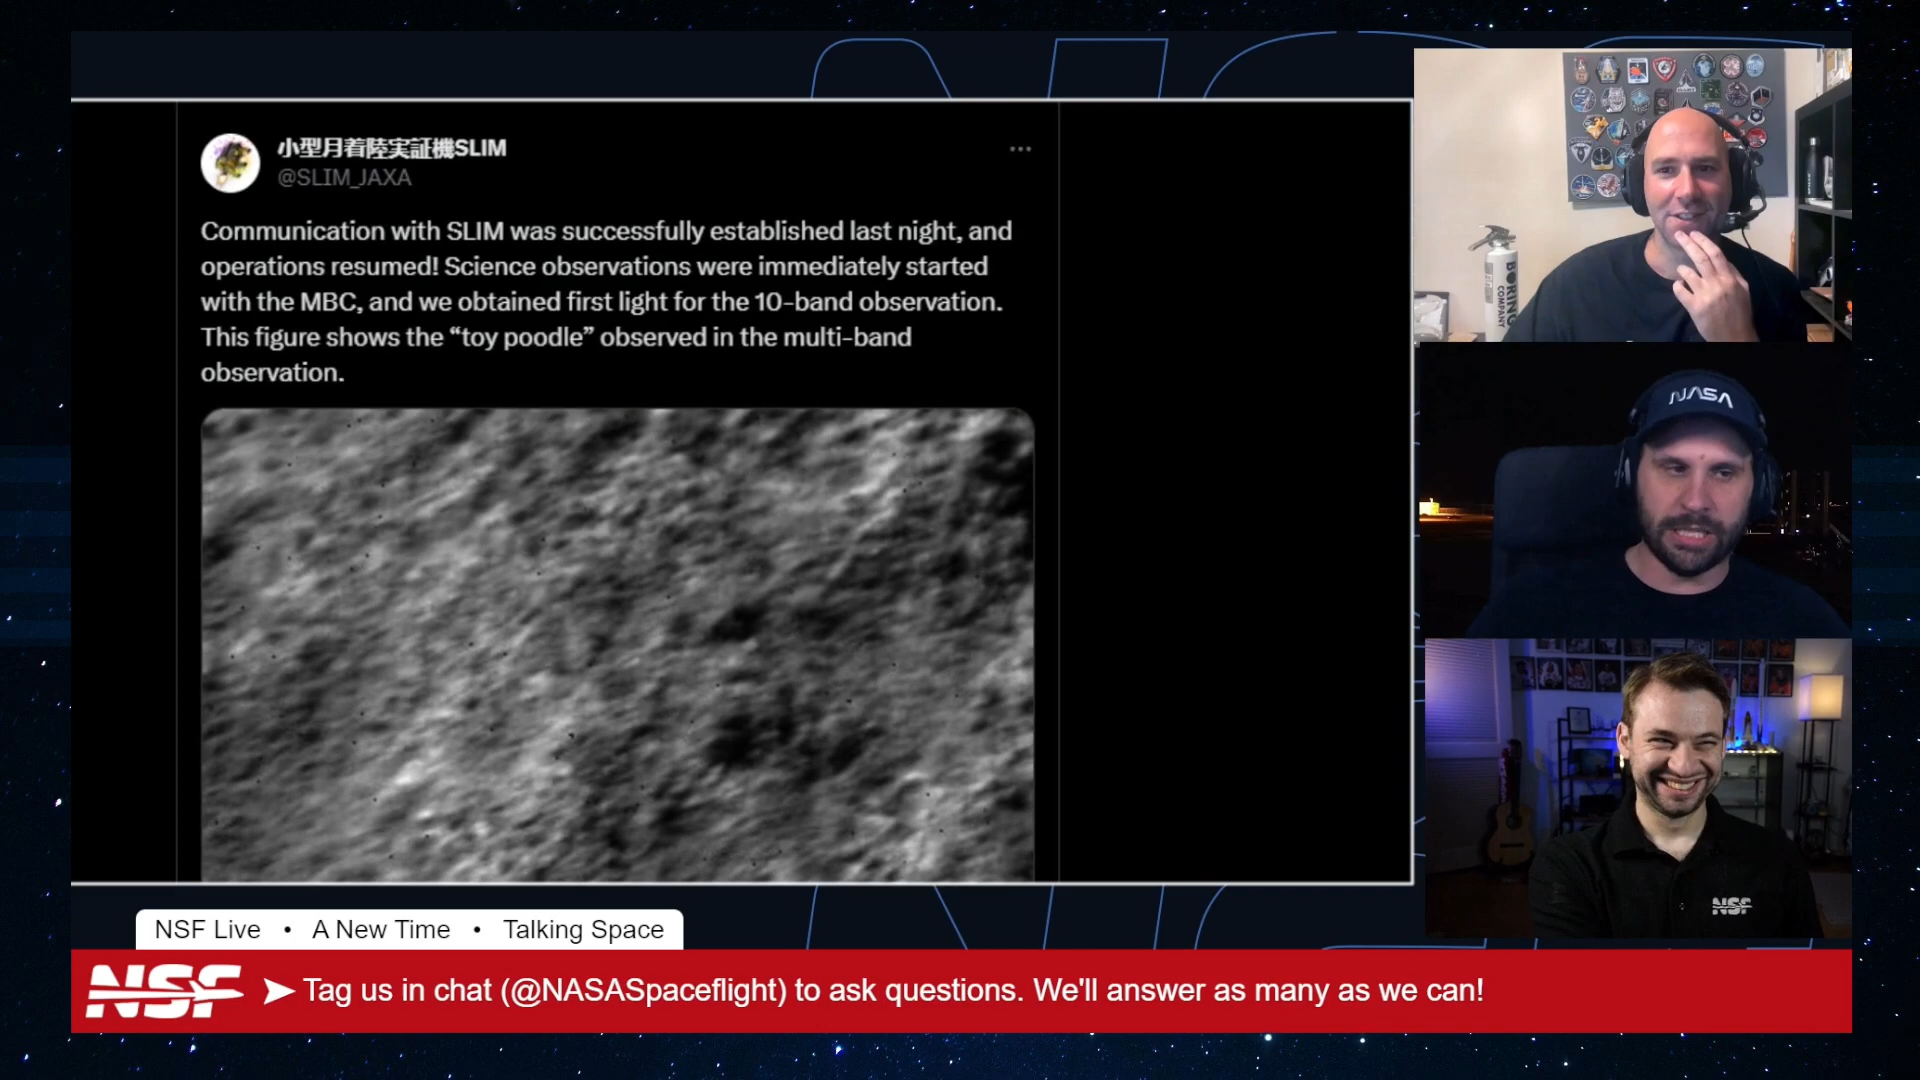 小型月着陸実証機SLIM
@SLIM_JAXA
Communication with SLIM was successfully established last night, and
operations resumed! Science observations were immediately started
with the MBC, and we obtained first light for the 10-band observation.
This figure shows the “toy poodle” observed in the multi-band
observation.
BORING
COMPANY
NASA
NSF
NSF Live • A New Time • Talking Space
NSF
Tag us in chat (@NASASpaceflight) to ask questions. We'll answer as many as we can!